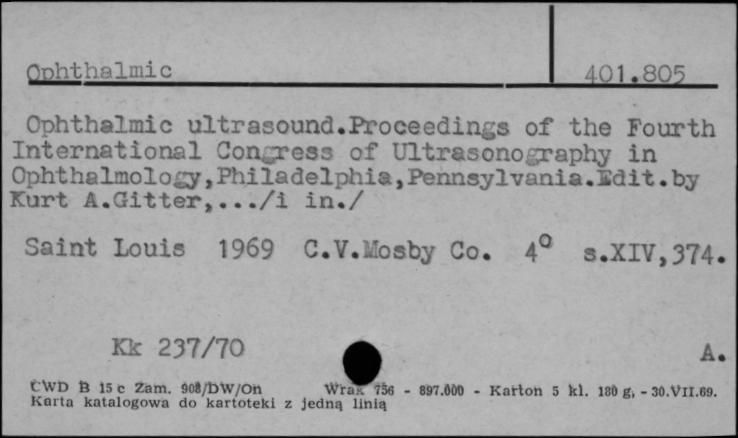 Ophthalmic 401.805
Ophthalmic ultrasound.Proceedings of the Fourth
International Congress of Ultrasonography in
Ophthalmology,Philadelphia,Pennsylvania.Edit.by
Kurt A.Gitter,.../i in./
Saint Louis 1969 C.V.Mosby Co. 4° s.XIV,374.
Kk 237/70 A.
CWD B 15 c Zam. 908/DW/On Wrak 756 - 897.000 - Karton 5 kl. 180 g, - 30.VII.69.
Karta katalogowa do kartoteki z jedną linią